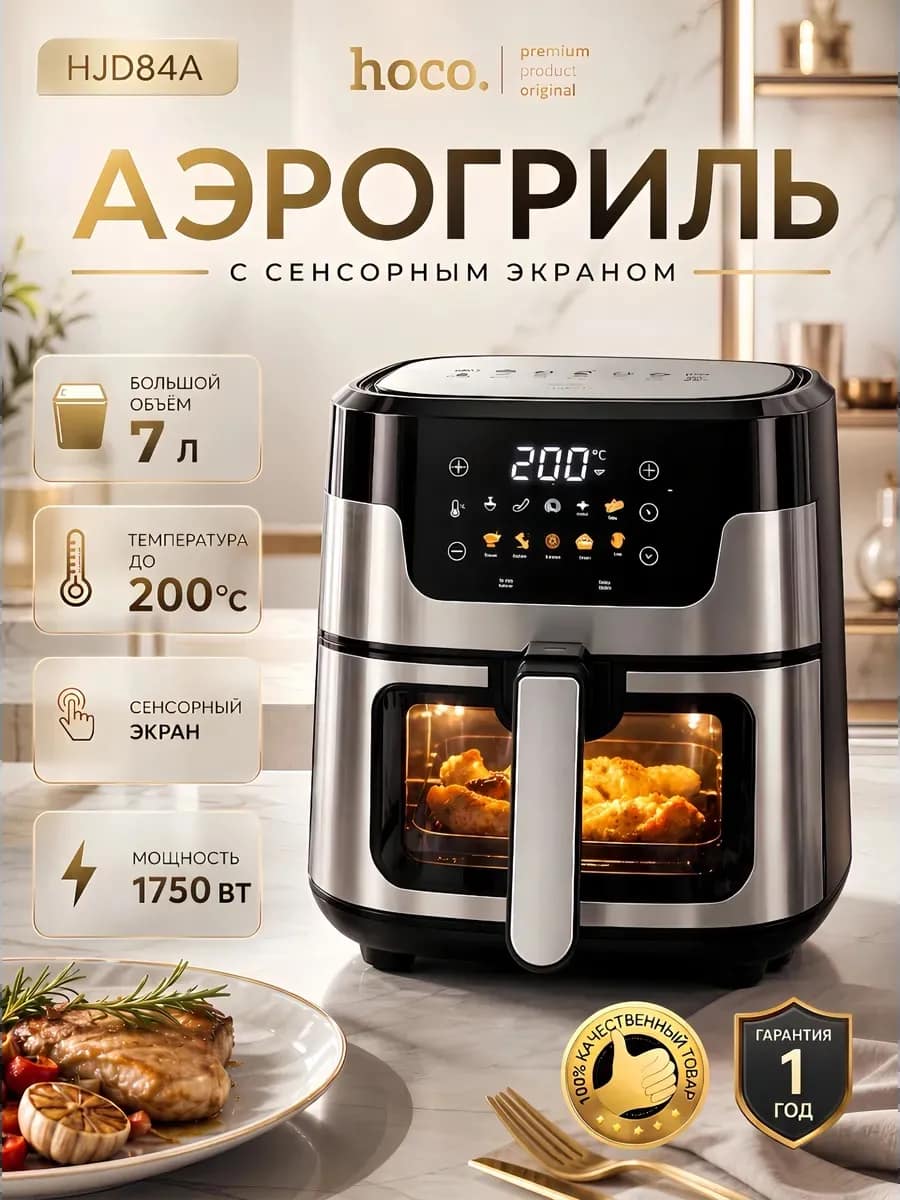 HJD84A
hoco.
premium
product
original
АЭРОГРИЛЬ
С СЕНСОРНЫМ ЭКРАНОМ
БОЛЬШОЙ
ОБЪЁМ
7 л
ТЕМПЕРАТУРА
ДО
200°C
СЕНСОРНЫЙ
ЭКРАН
МОЩНОСТЬ
1750 ВТ
200°C
100% КАЧЕСТВЕННЫЙ ТОВАР
ГАРАНТИЯ
1
ГОД